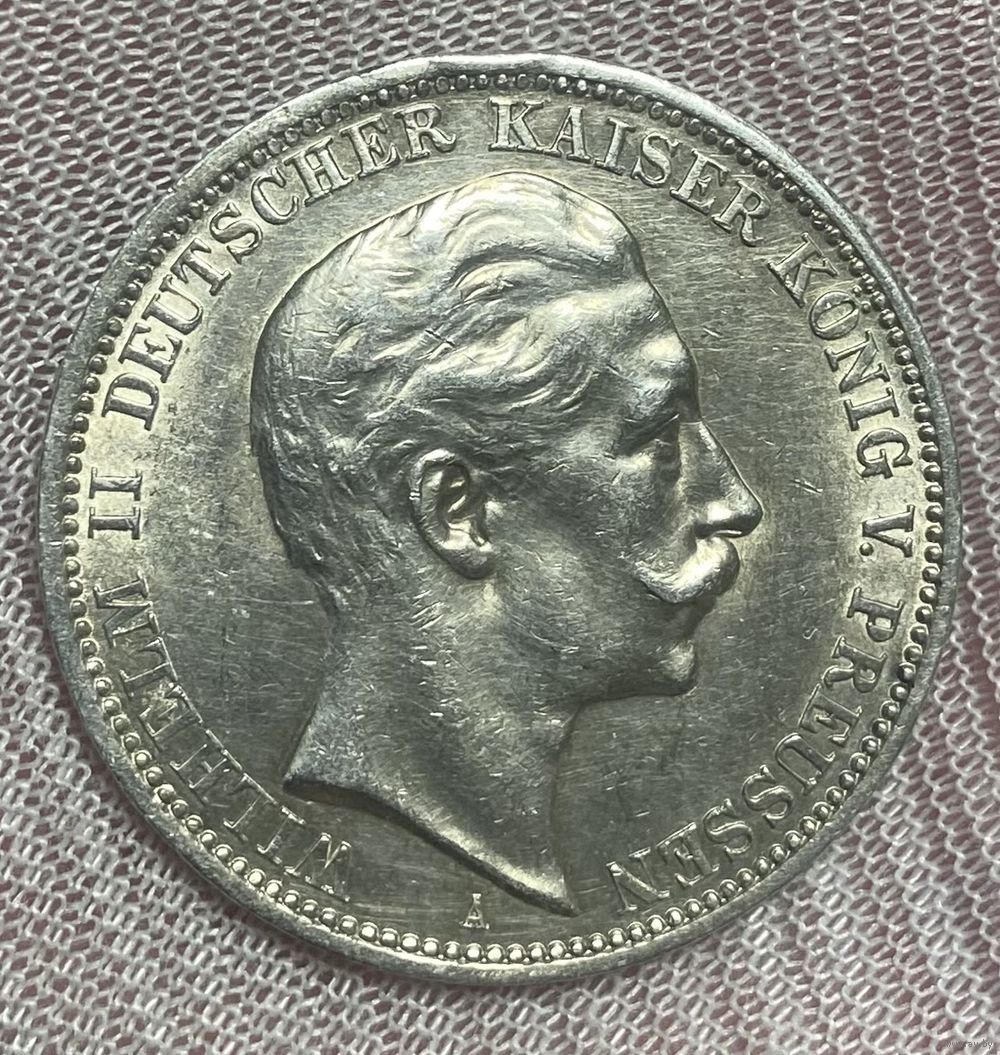 WILHELM II DEUTSCHER KAISER KÖNIG V. PREUSSEN
A